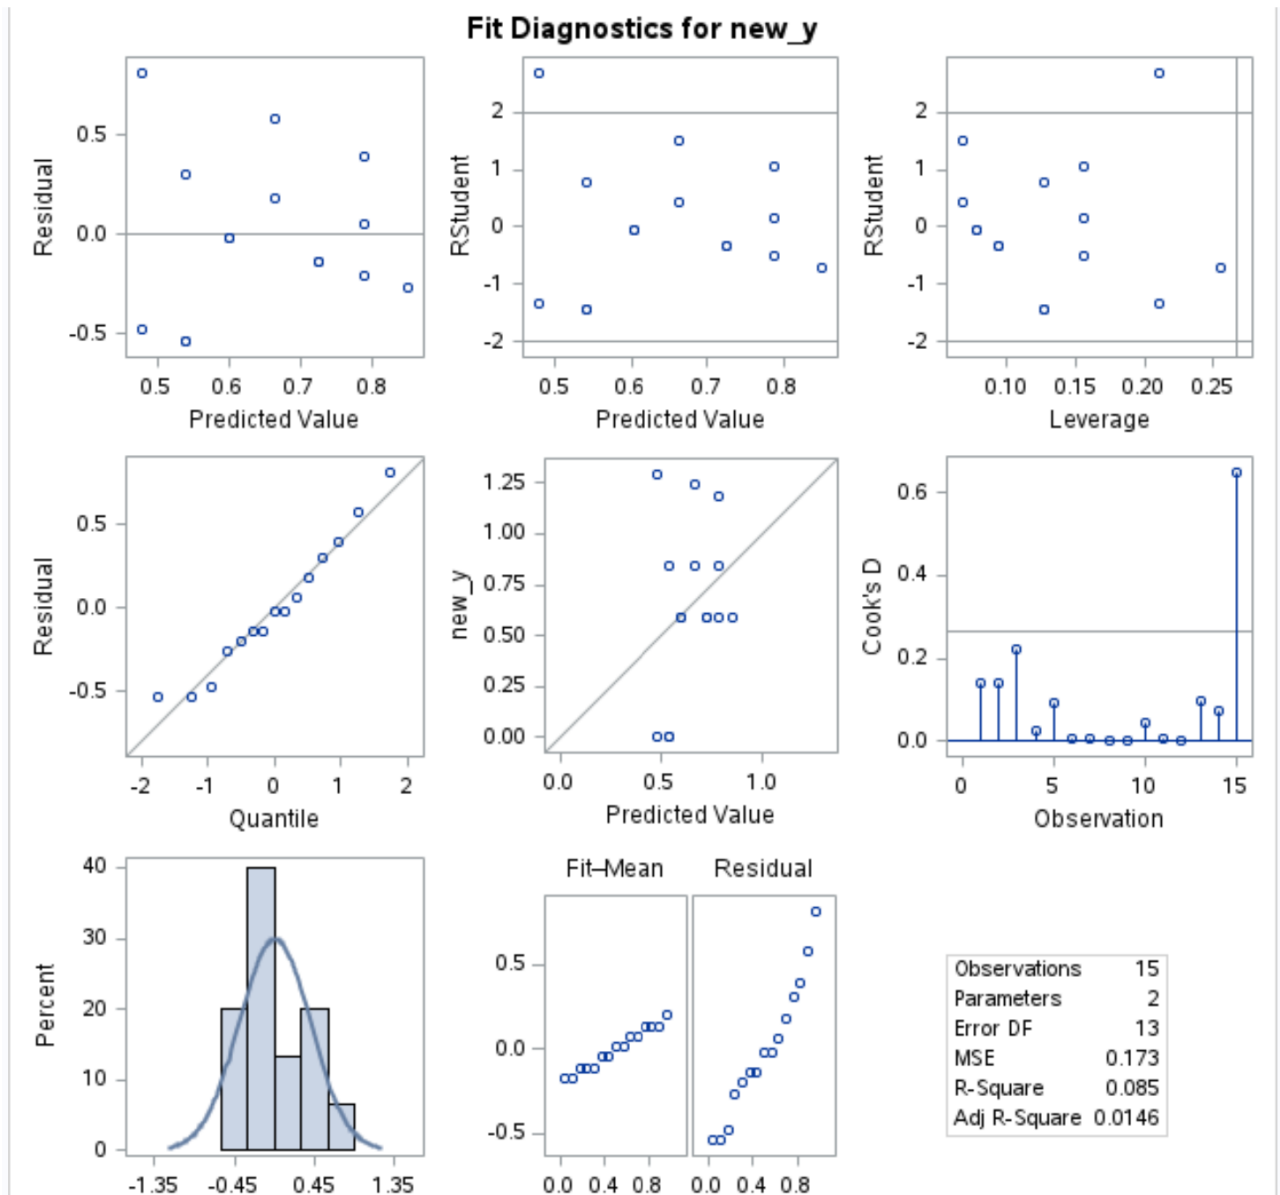 Fit Diagnostics for new_y
Residual
0.5
0.0
-0.5
0.5 0.6 0.7 0.8
Predicted Value
RStudent
2
1
0
-1
-2
0.5 0.6 0.7 0.8
Predicted Value
RStudent
2
1
0
-1
-2
0.10 0.15 0.20 0.25
Leverage
Residual
0.5
0.0
-0.5
-2 -1 0 1 2
Quantile
new_y
1.25
1.00
0.75
0.50
0.25
0.00
0.0 0.5 1.0
Predicted Value
Cook's D
0.6
0.4
0.2
0.0
0 5 10 15
Observation
Percent
40
30
20
10
0
-1.35 -0.45 0.45 1.35
Fit–Mean Residual
0.5
0.0
-0.5
0.0 0.4 0.8 0.0 0.4 0.8
Observations 15
Parameters 2
Error DF 13
MSE 0.173
R-Square 0.085
Adj R-Square 0.0146